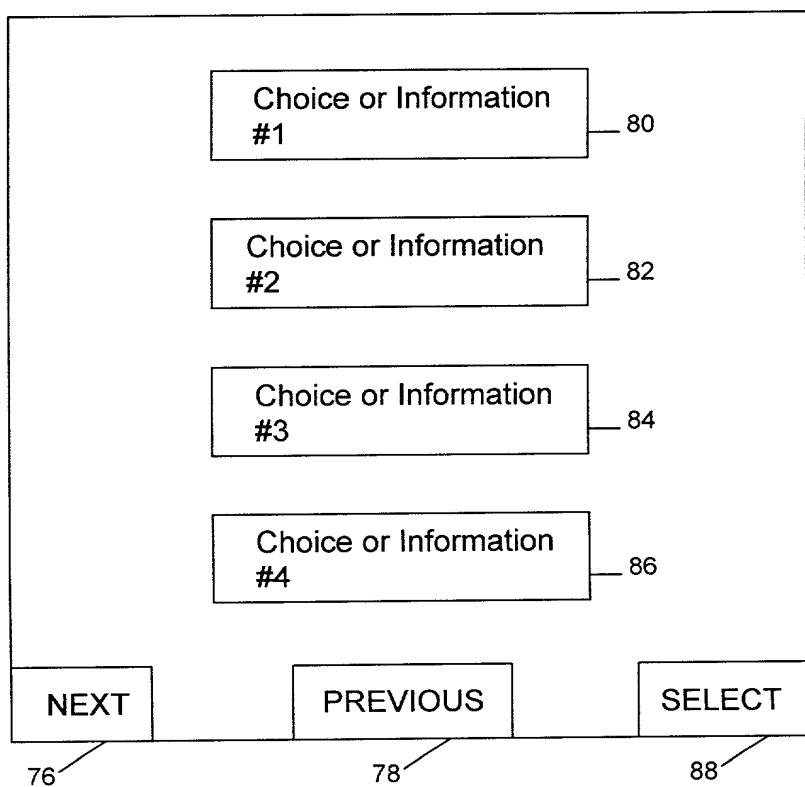 Choice or Information
#1
80
Choice or Information
#2
82
Choice or Information
#3
84
Choice or Information
#4
86
NEXT PREVIOUS SELECT
76 78 88